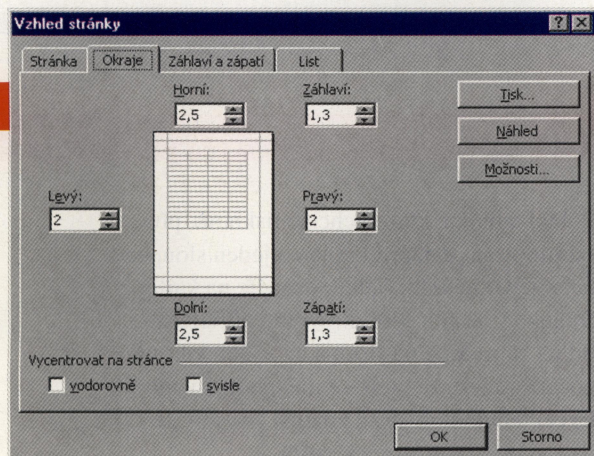 Vzhled stránky
Stránka Okraje Záhlaví a zápatí List
Horní: Záhlaví: Tisk...
2,5 1,3
Náhled
Možnosti...
Levý: Pravý:
2 2
Dolní: Zápatí:
2,5 1,3
Vycentrovat na stránce
vodorovně svisle
OK Storno